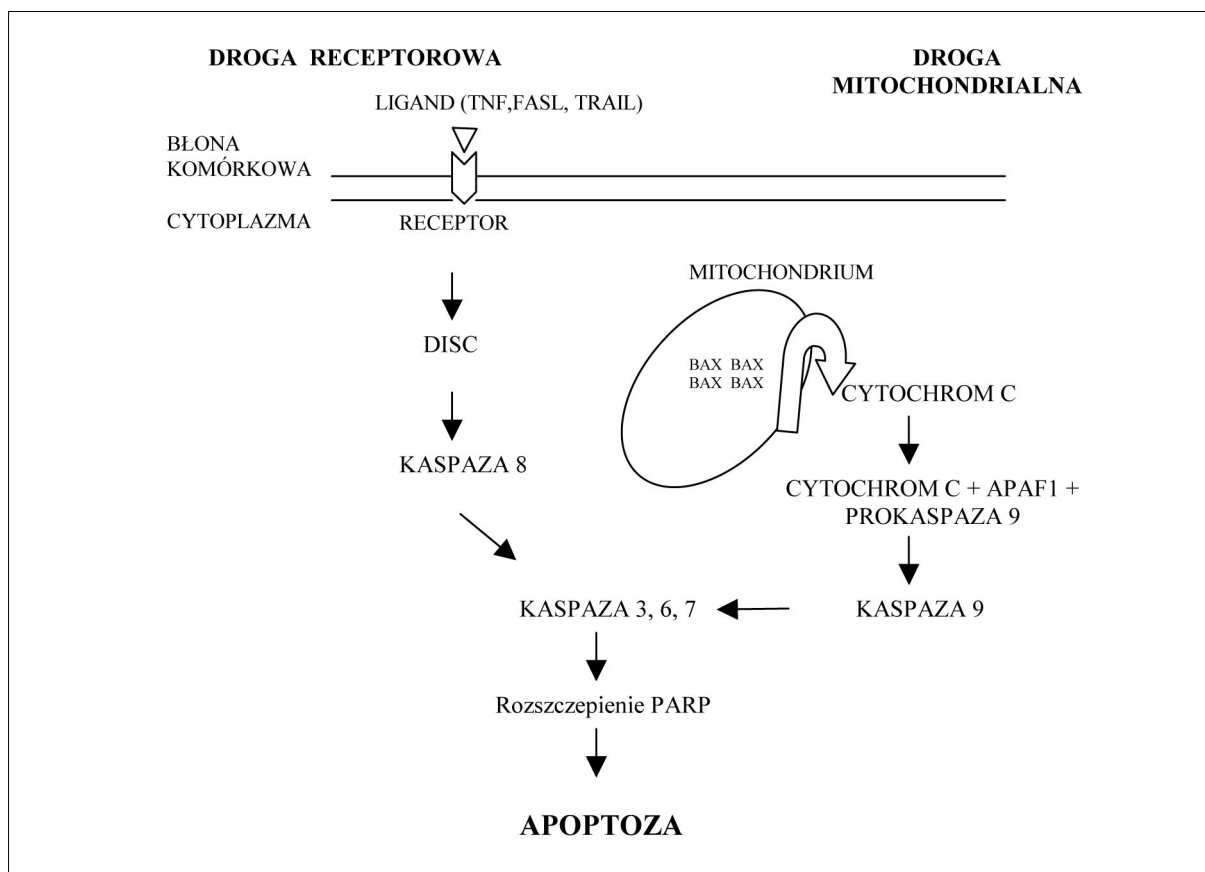 DROGA RECEPTOROWA
DROGA
MITOCHONDRIALNA
LIGAND (TNF,FASL, TRAIL)
BŁONA
KOMÓRKOWA
CYTOPLAZMA
RECEPTOR
MITOCHONDRIUM
DISC
BAX BAX
BAX BAX
CYTOCHROM C
KASPAZA 8
CYTOCHROM C + APAF1 +
PROKASPAZA 9
KASPAZA 3, 6, 7
KASPAZA 9
Rozszczepienie PARP
APOPTOZA